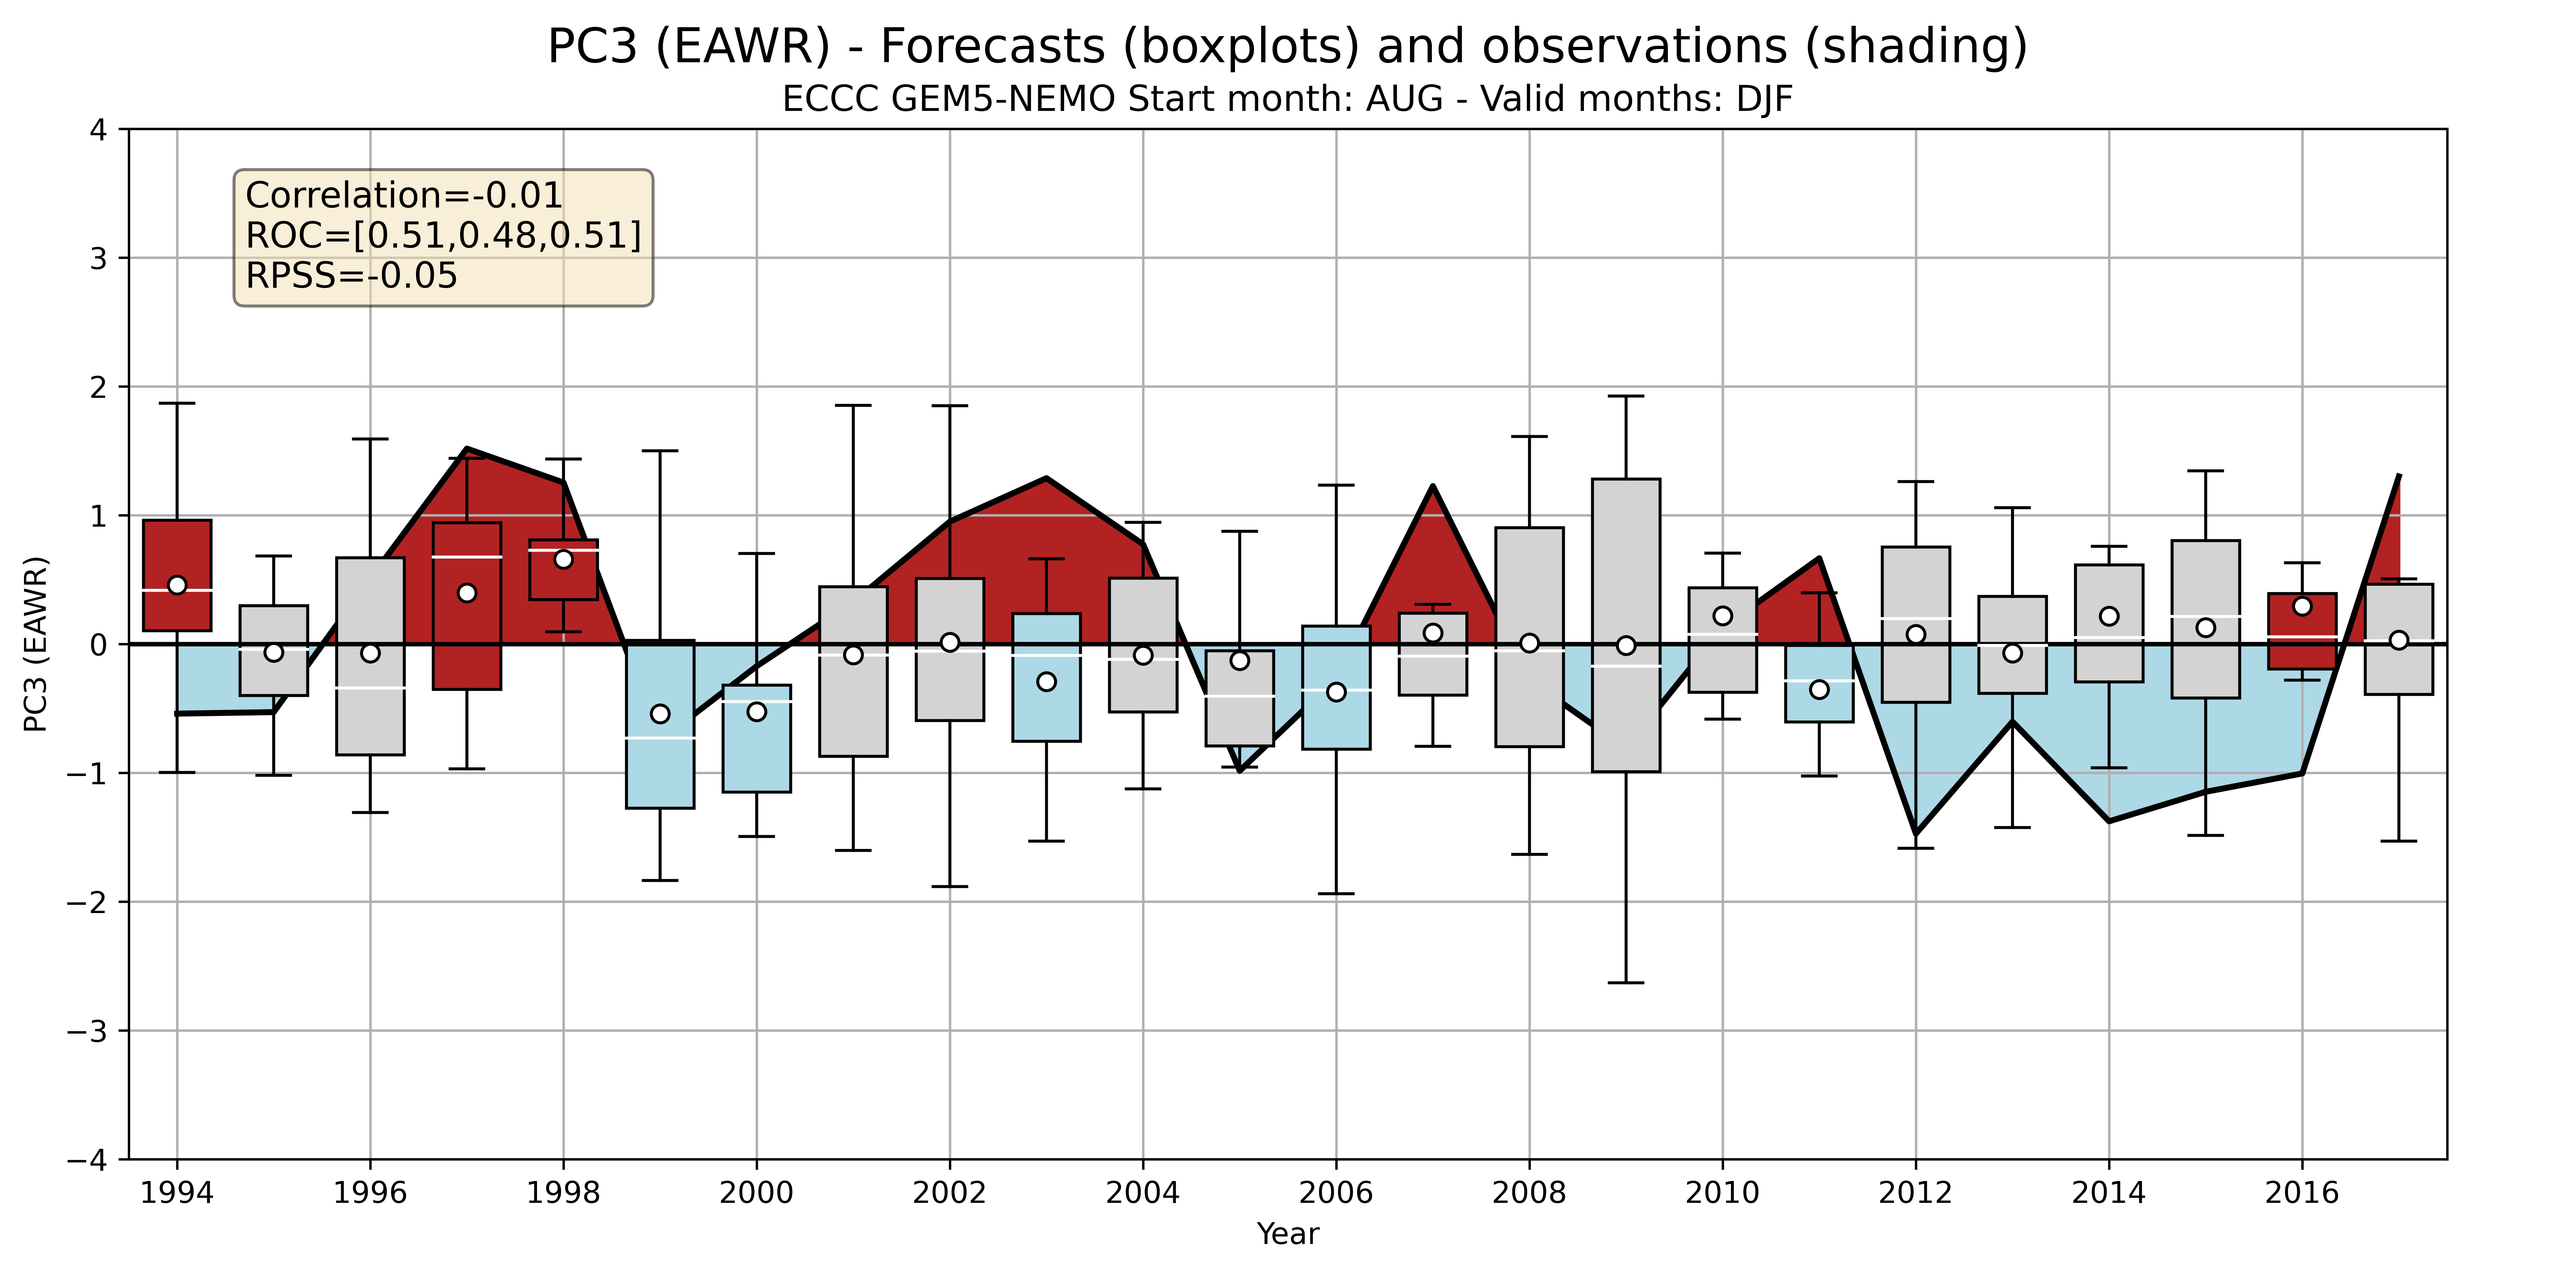 PC3 (EAWR) - Forecasts (boxplots) and observations (shading)
ECCC GEM5-NEMO Start month: AUG - Valid months: DJF
Correlation=-0.01
ROC=[0.51,0.48,0.51]
RPSS=-0.05
PC3 (EAWR)
4
3
2
1
0
−1
−2
−3
−4
1994 1996 1998 2000 2002 2004 2006 2008 2010 2012 2014 2016
Year